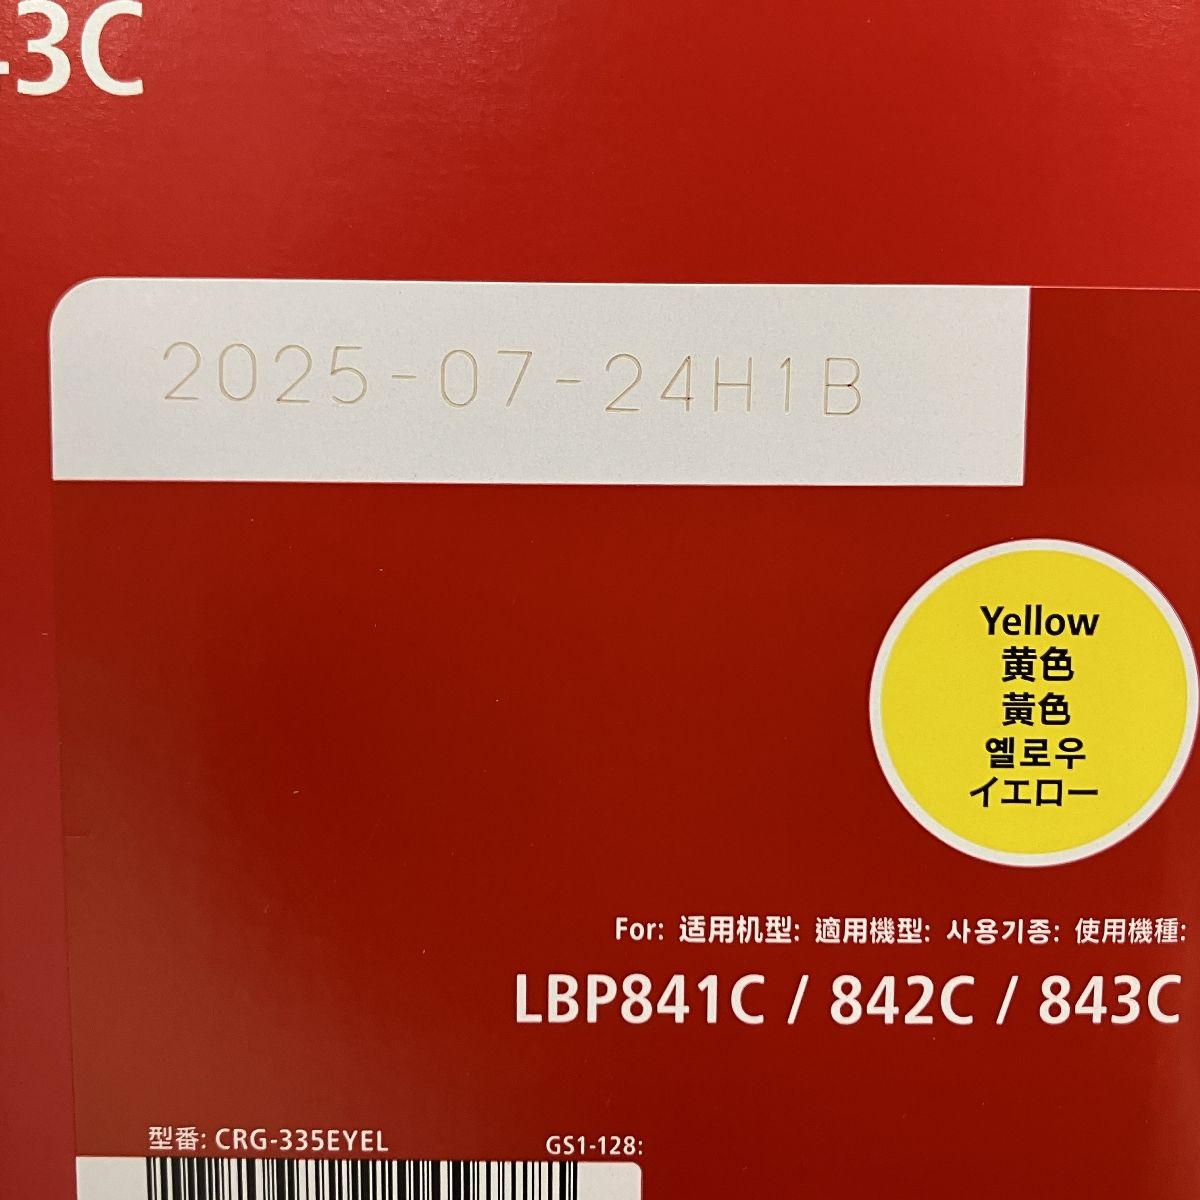 -3C
2025-07-24H1B
Yellow
黄色
黃色
옐로우
イエロー
For: 适用机型: 適用機型: 사용기종: 使用機種:
LBP841C / 842C / 843C
型番: CRG-335EYEL
GS1-128: